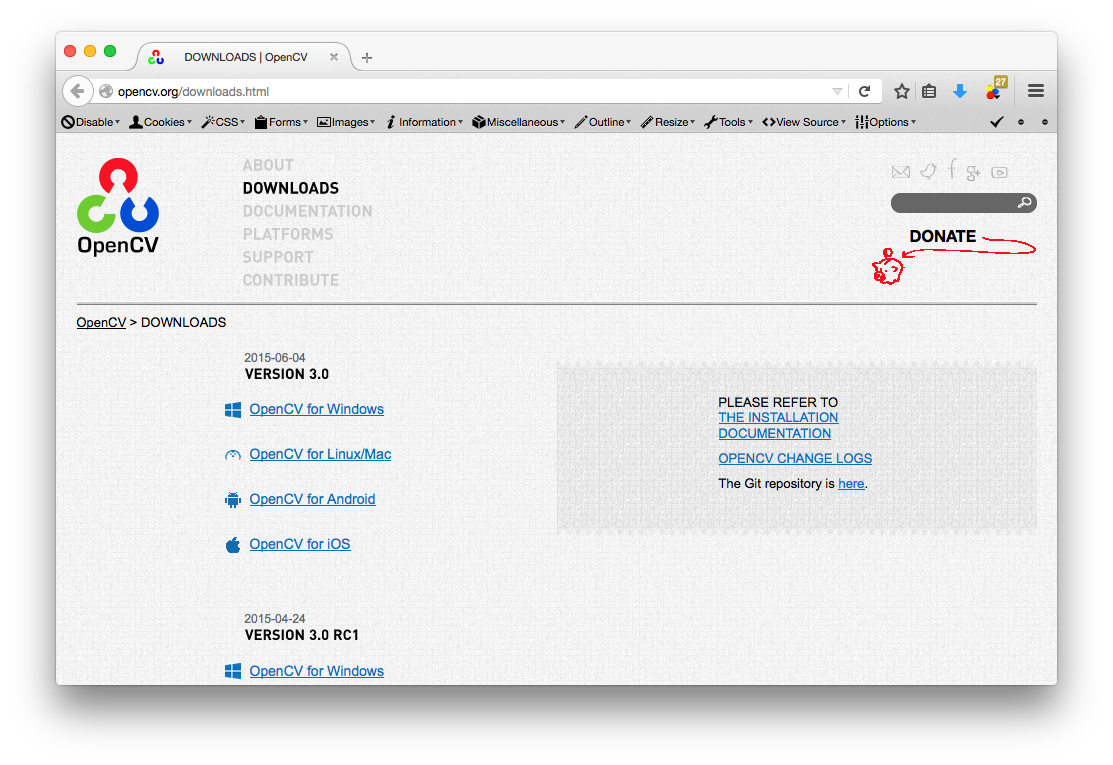 DOWNLOADS | OpenCV
opencv.org/downloads.html
27
Disable Cookies CSS Forms Images Information Miscellaneous Outline Resize Tools View Source Options
OpenCV
ABOUT
DOWNLOADS
DOCUMENTATION
PLATFORMS
SUPPORT
CONTRIBUTE
DONATE
OpenCV > DOWNLOADS
2015-06-04
VERSION 3.0
OpenCV for Windows
OpenCV for Linux/Mac
OpenCV for Android
OpenCV for iOS
PLEASE REFER TO
THE INSTALLATION
DOCUMENTATION
OPENCV CHANGE LOGS
The Git repository is here.
2015-04-24
VERSION 3.0 RC1
OpenCV for Windows